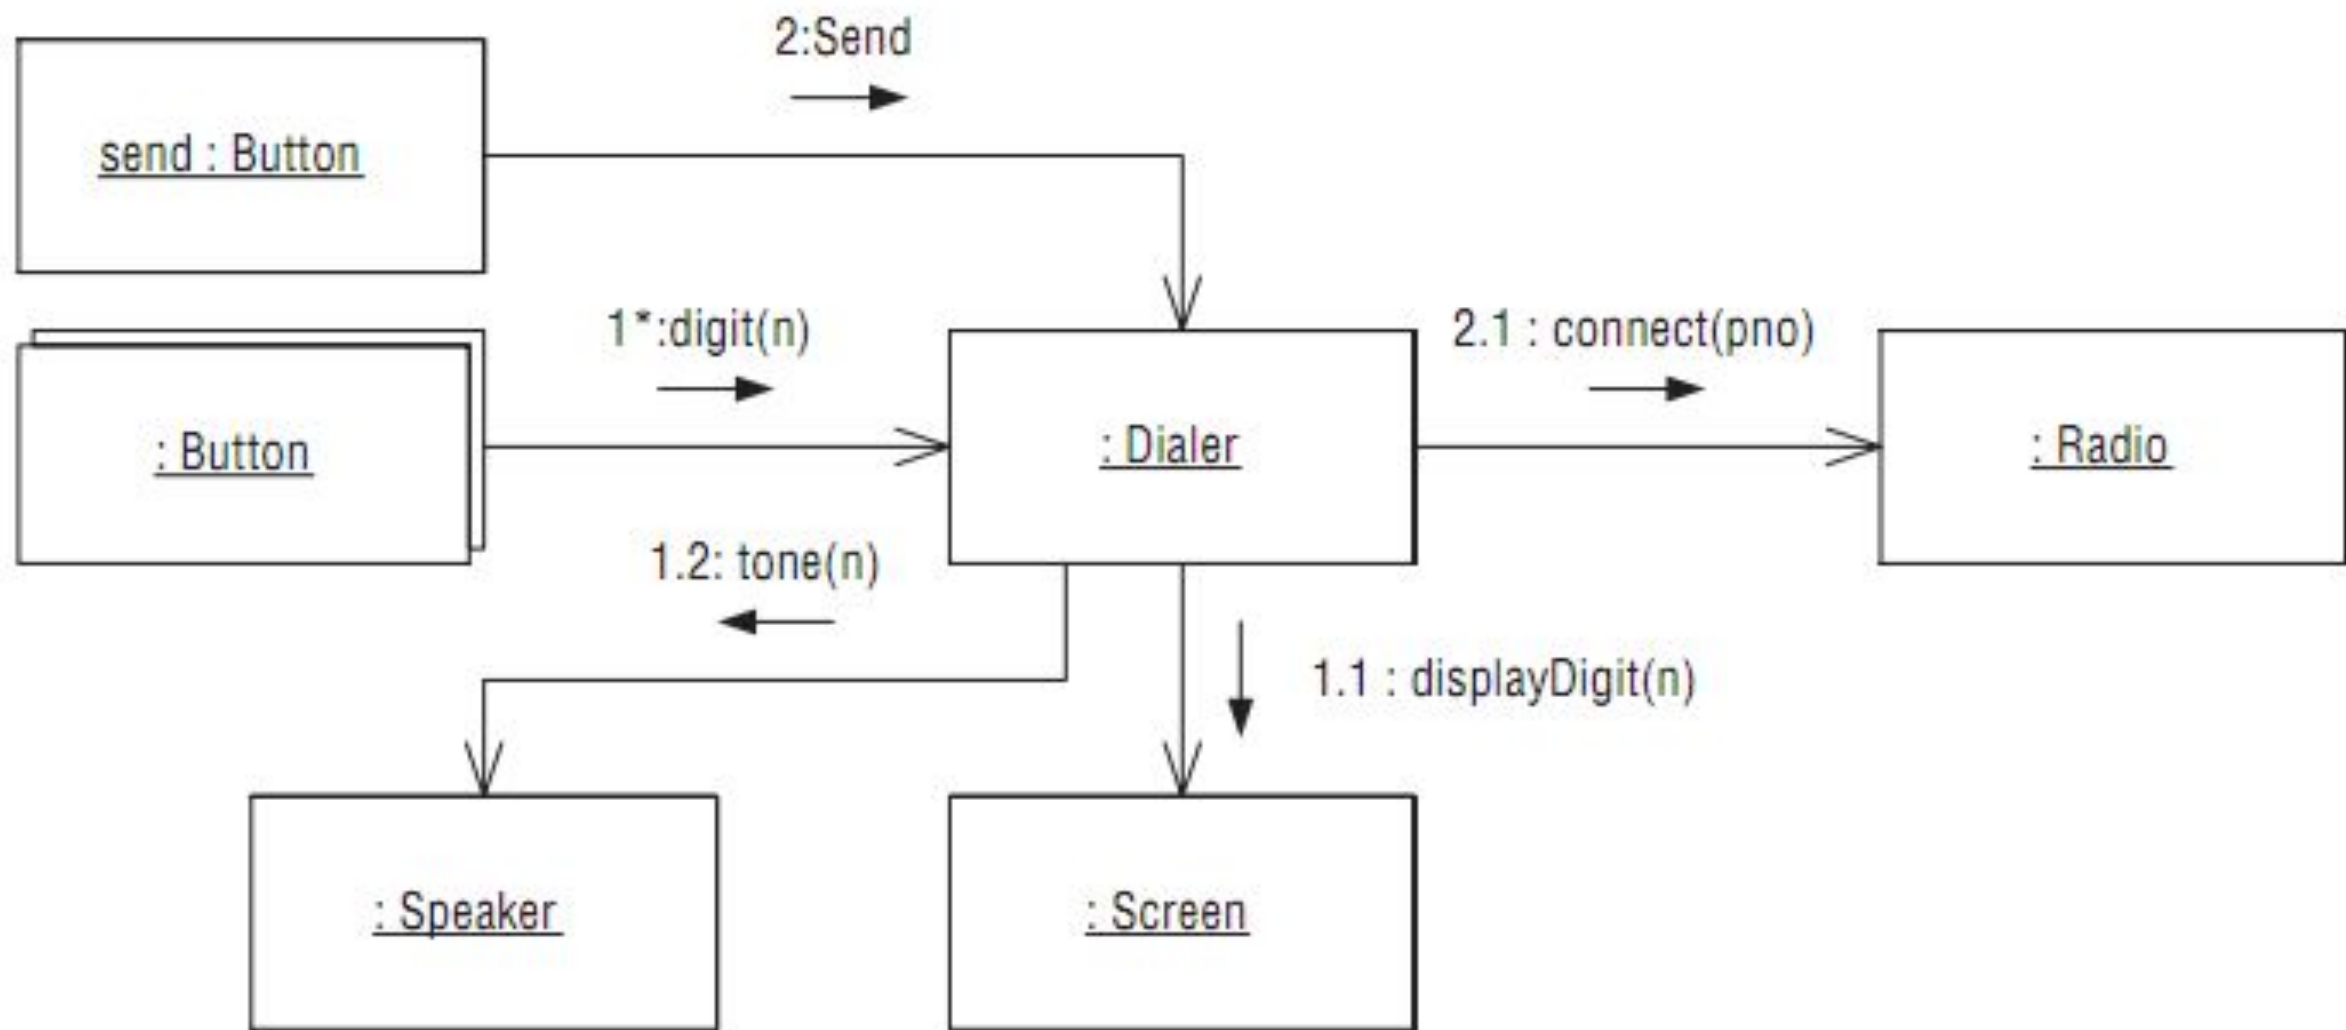 2:Send
send : Button
1*:digit(n)
2.1 : connect(pno)
: Button
: Dialer
: Radio
1.2: tone(n)
1.1 : displayDigit(n)
: Speaker
: Screen